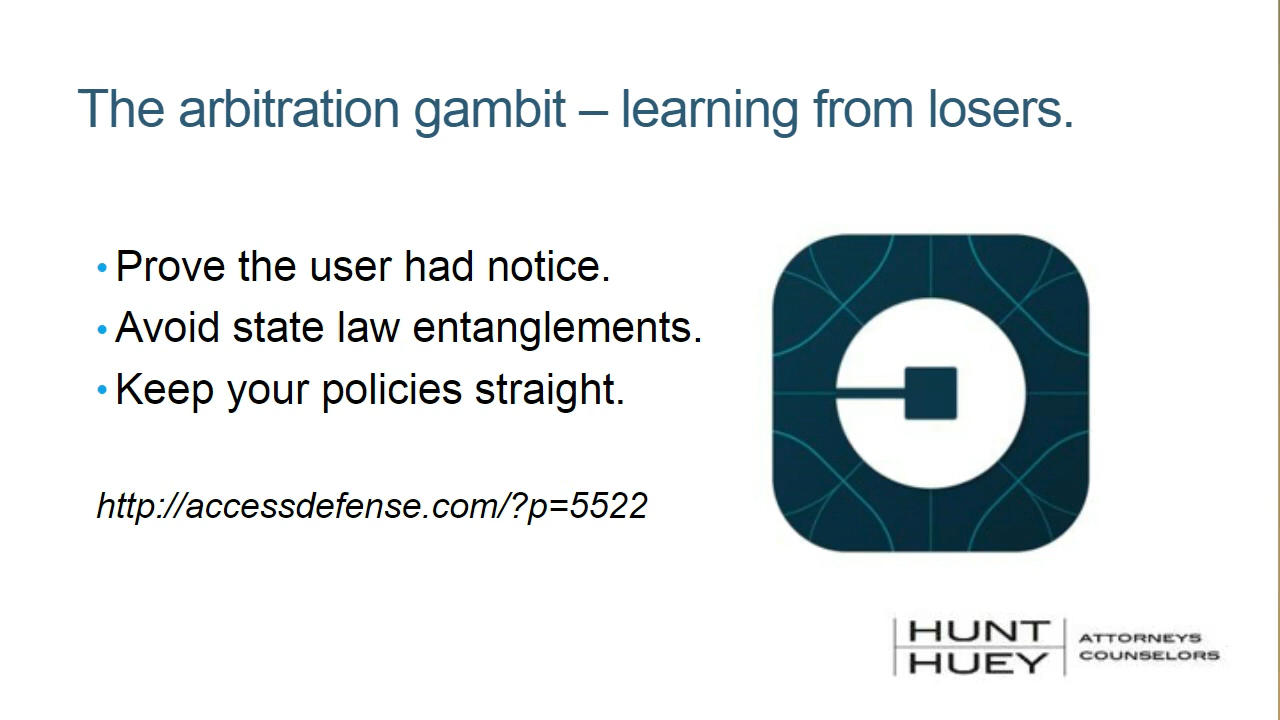 The arbitration gambit – learning from losers.
• Prove the user had notice.
• Avoid state law entanglements.
• Keep your policies straight.
http://accessdefense.com/?p=5522
HUNT
HUEY
ATTORNEYS
COUNSELORS